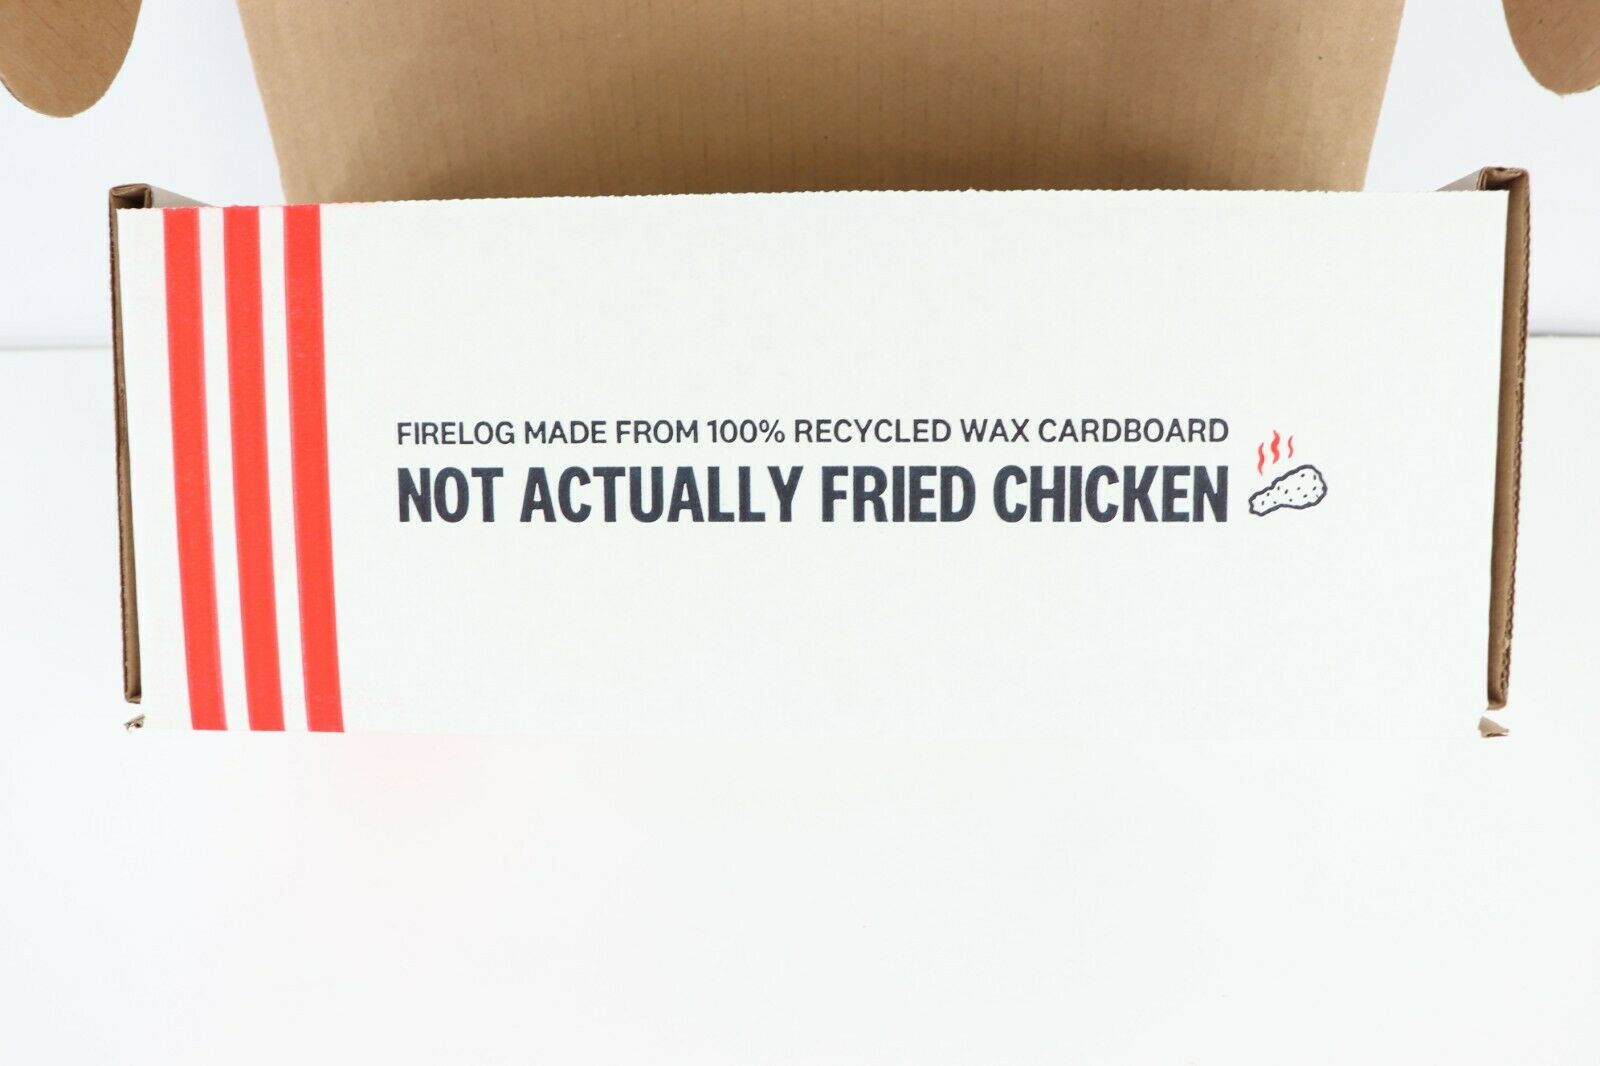 FIRELOG MADE FROM 100% RECYCLED WAX CARDBOARD
NOT ACTUALLY FRIED CHICKEN